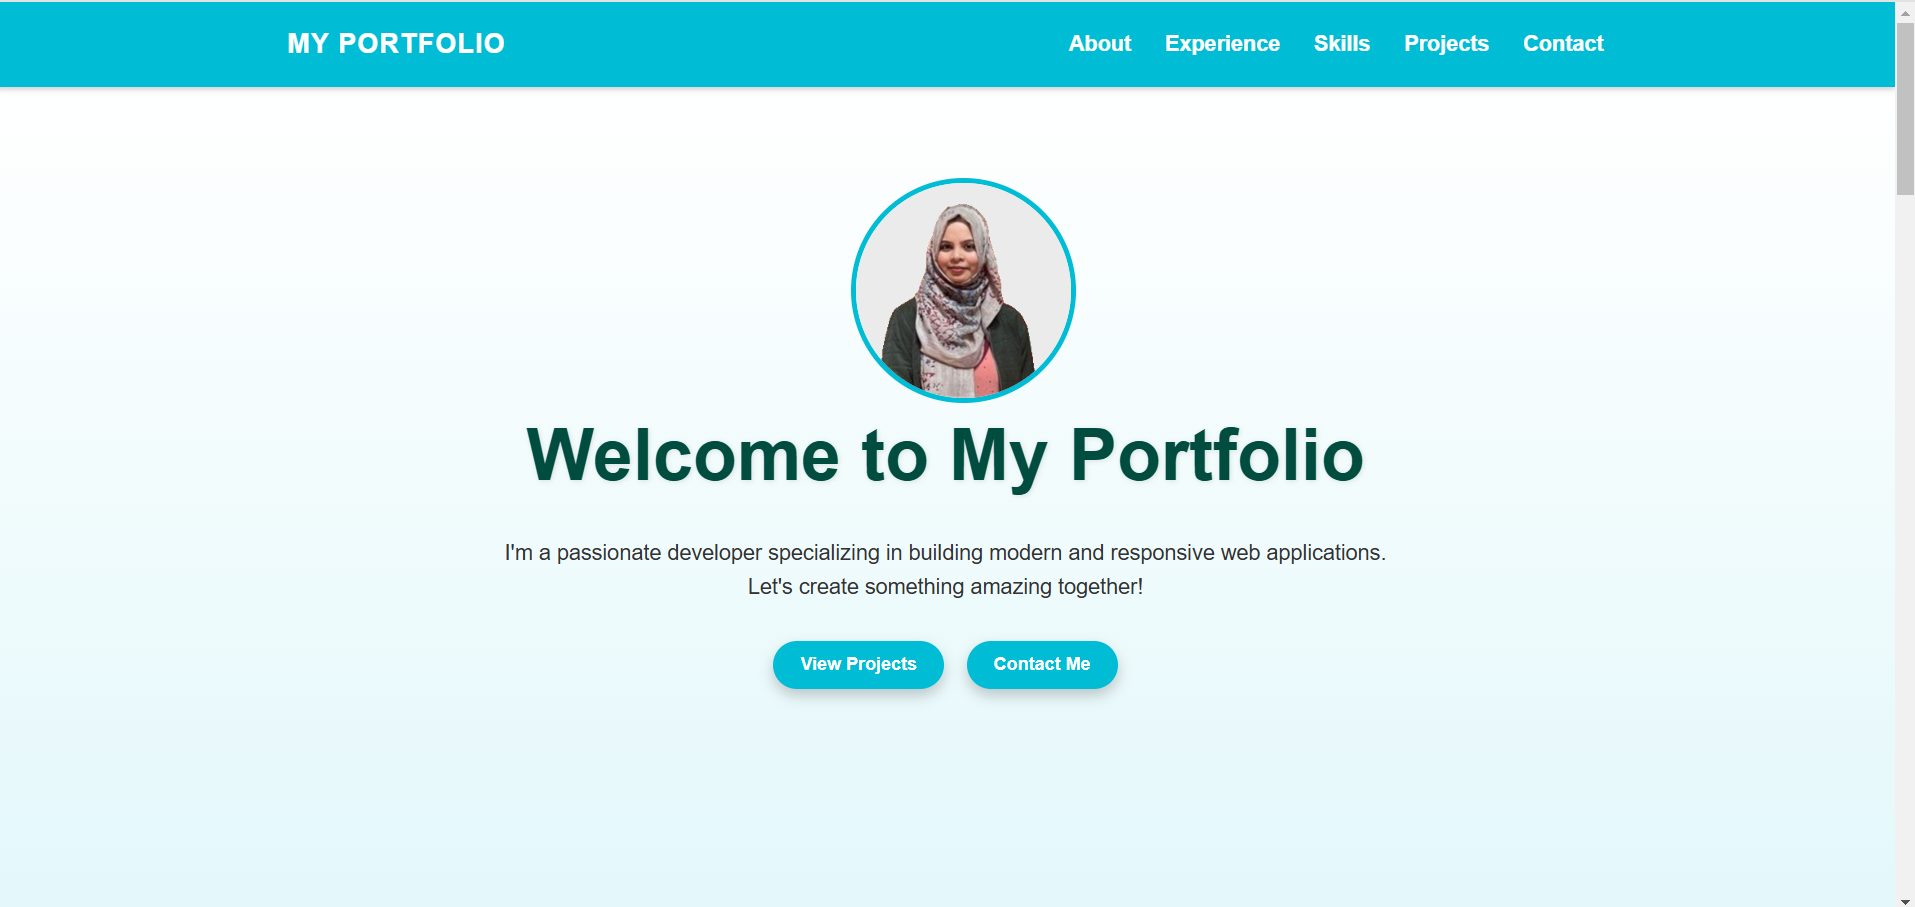 MY PORTFOLIO
About Experience Skills Projects Contact
Welcome to My Portfolio
I'm a passionate developer specializing in building modern and responsive web applications.
Let's create something amazing together!
View Projects Contact Me